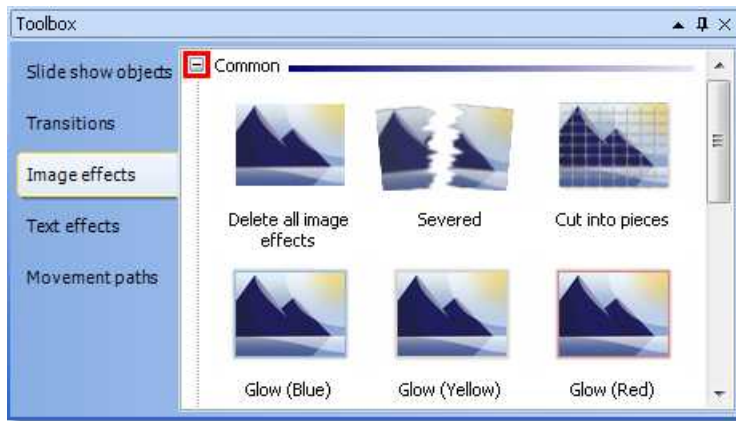 Toolbox
Slide show objects
Transitions
Image effects
Text effects
Movement paths
Common
Delete all image
effects
Severed
Cut into pieces
Glow (Blue)
Glow (Yellow)
Glow (Red)